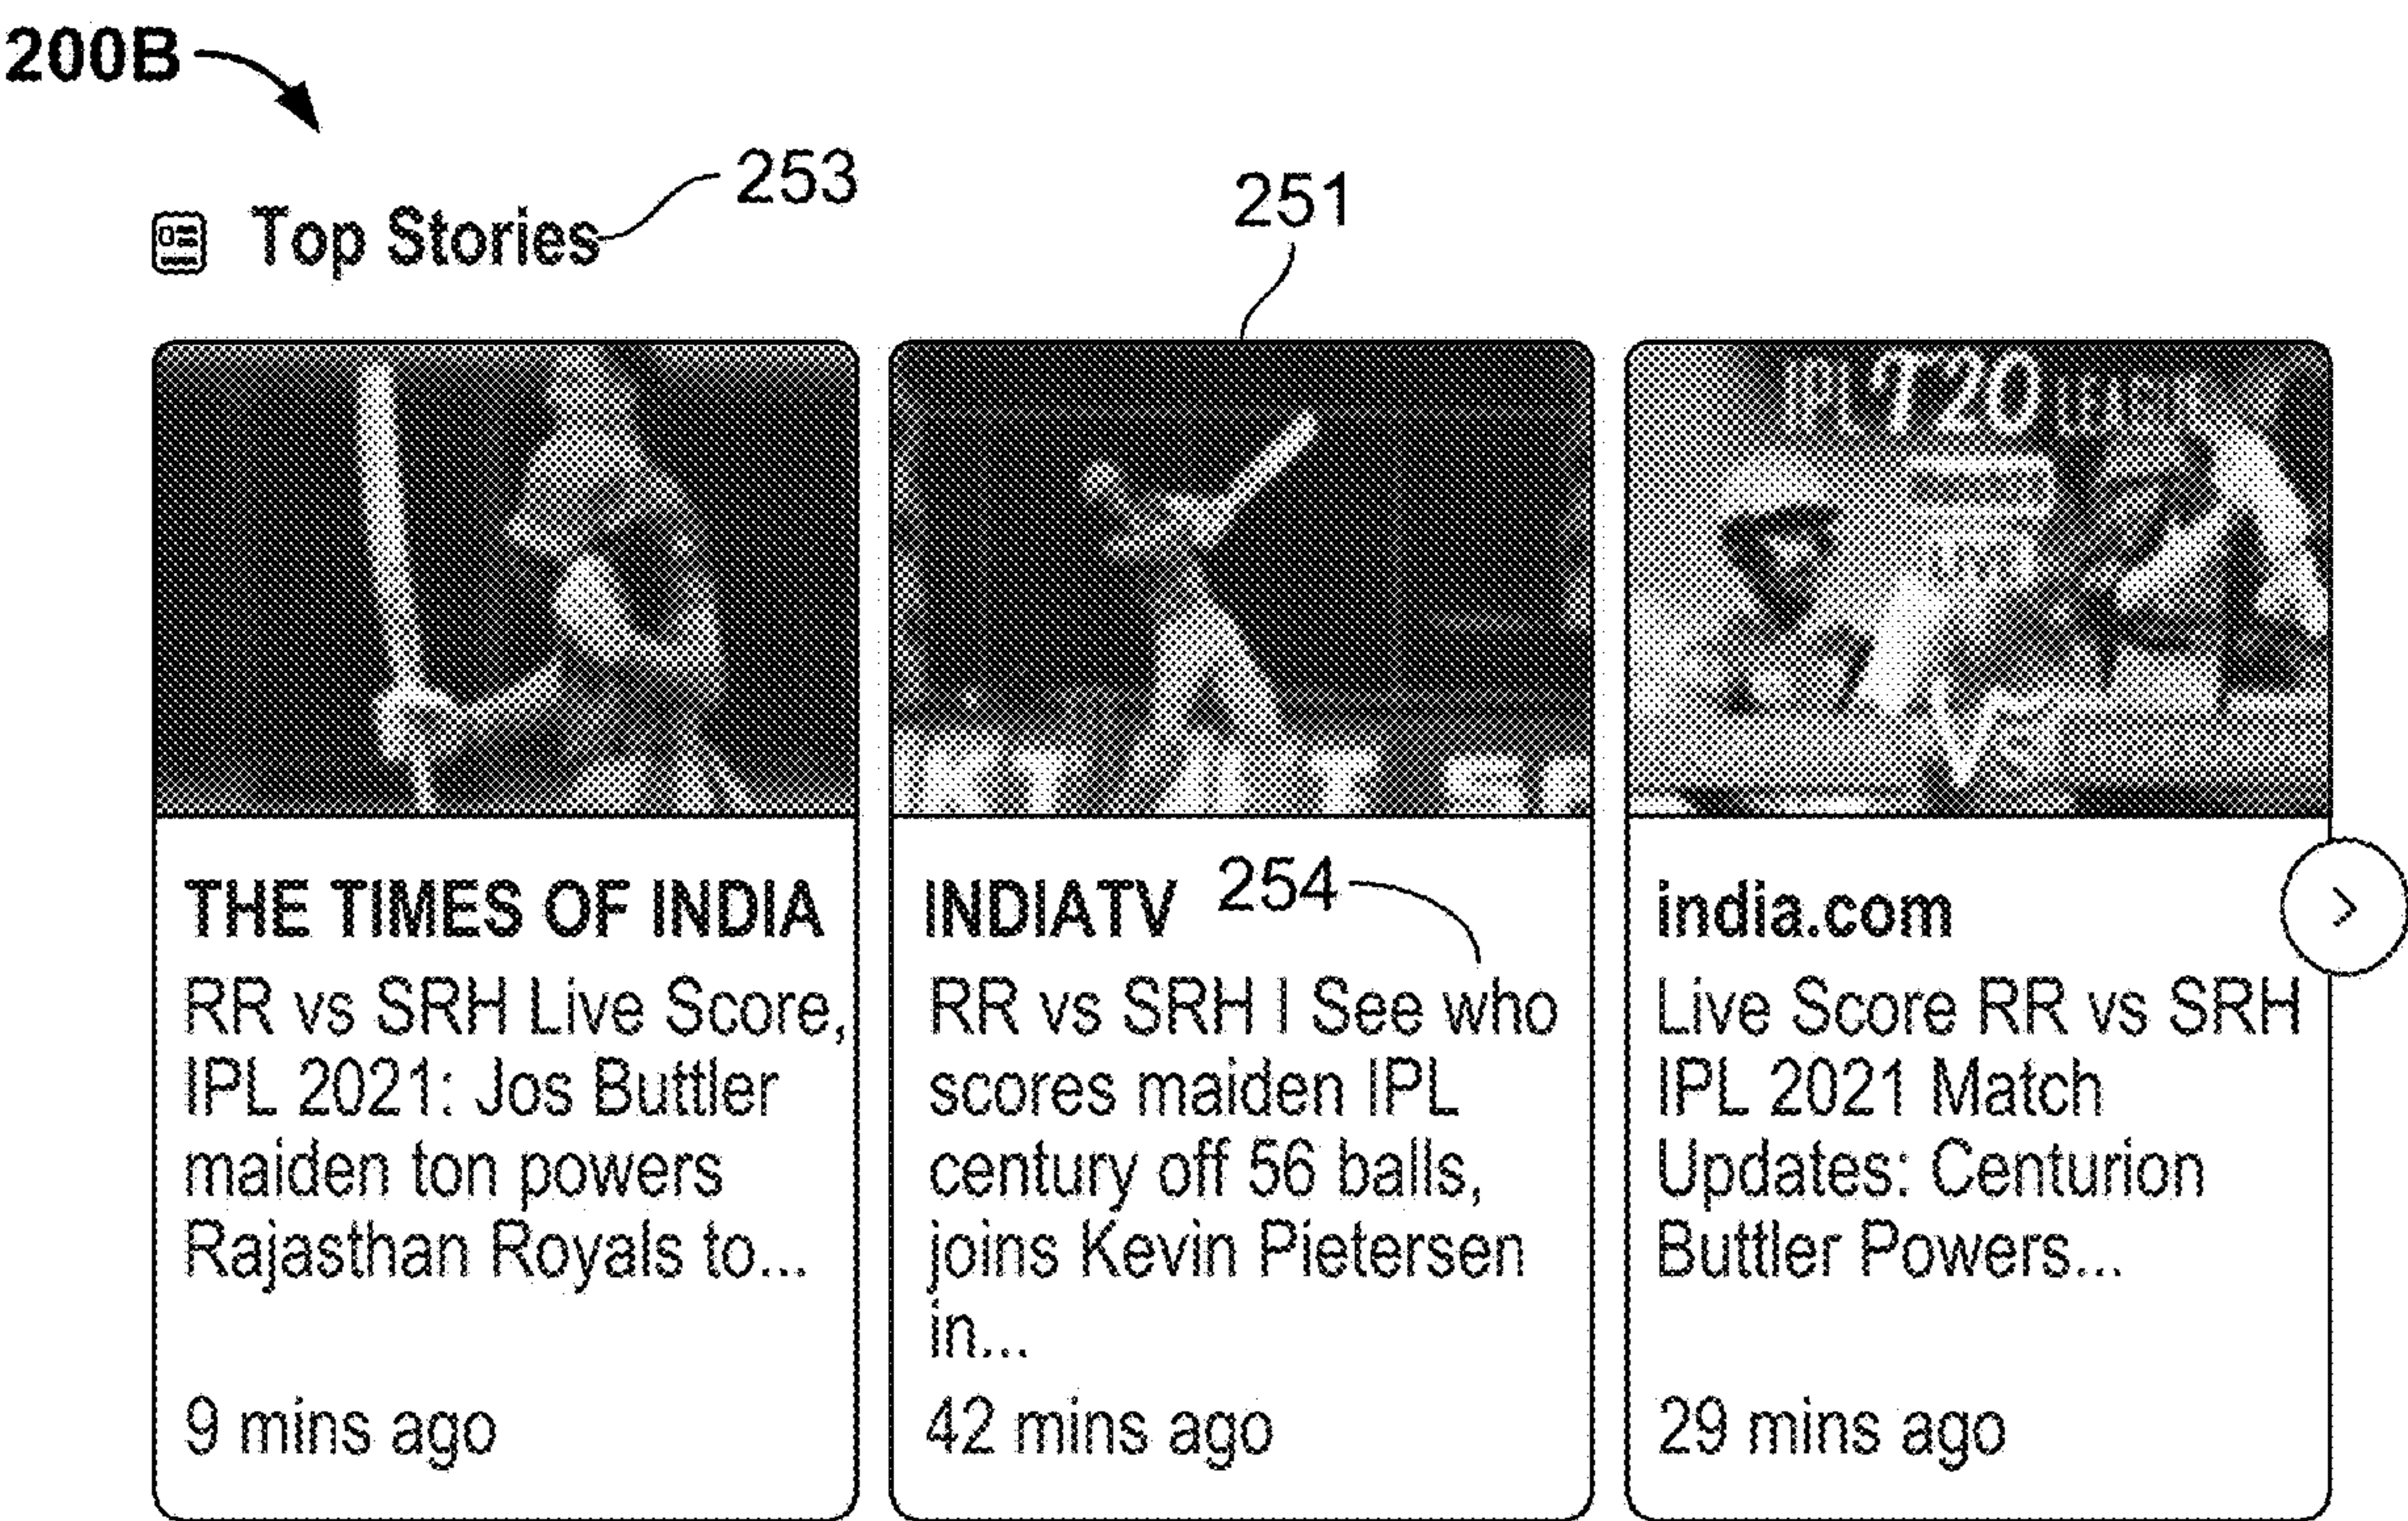 200B
253
Top Stories
251
IPL T20
VS
THE TIMES OF INDIA
RR vs SRH Live Score,
IPL 2021: Jos Buttler
maiden ton powers
Rajasthan Royals to...
9 mins ago
INDIATV
254
RR vs SRH I See who
scores maiden IPL
century off 56 balls,
joins Kevin Pietersen
in...
42 mins ago
india.com
Live Score RR vs SRH
IPL 2021 Match
Updates: Centurion
Buttler Powers...
29 mins ago
>